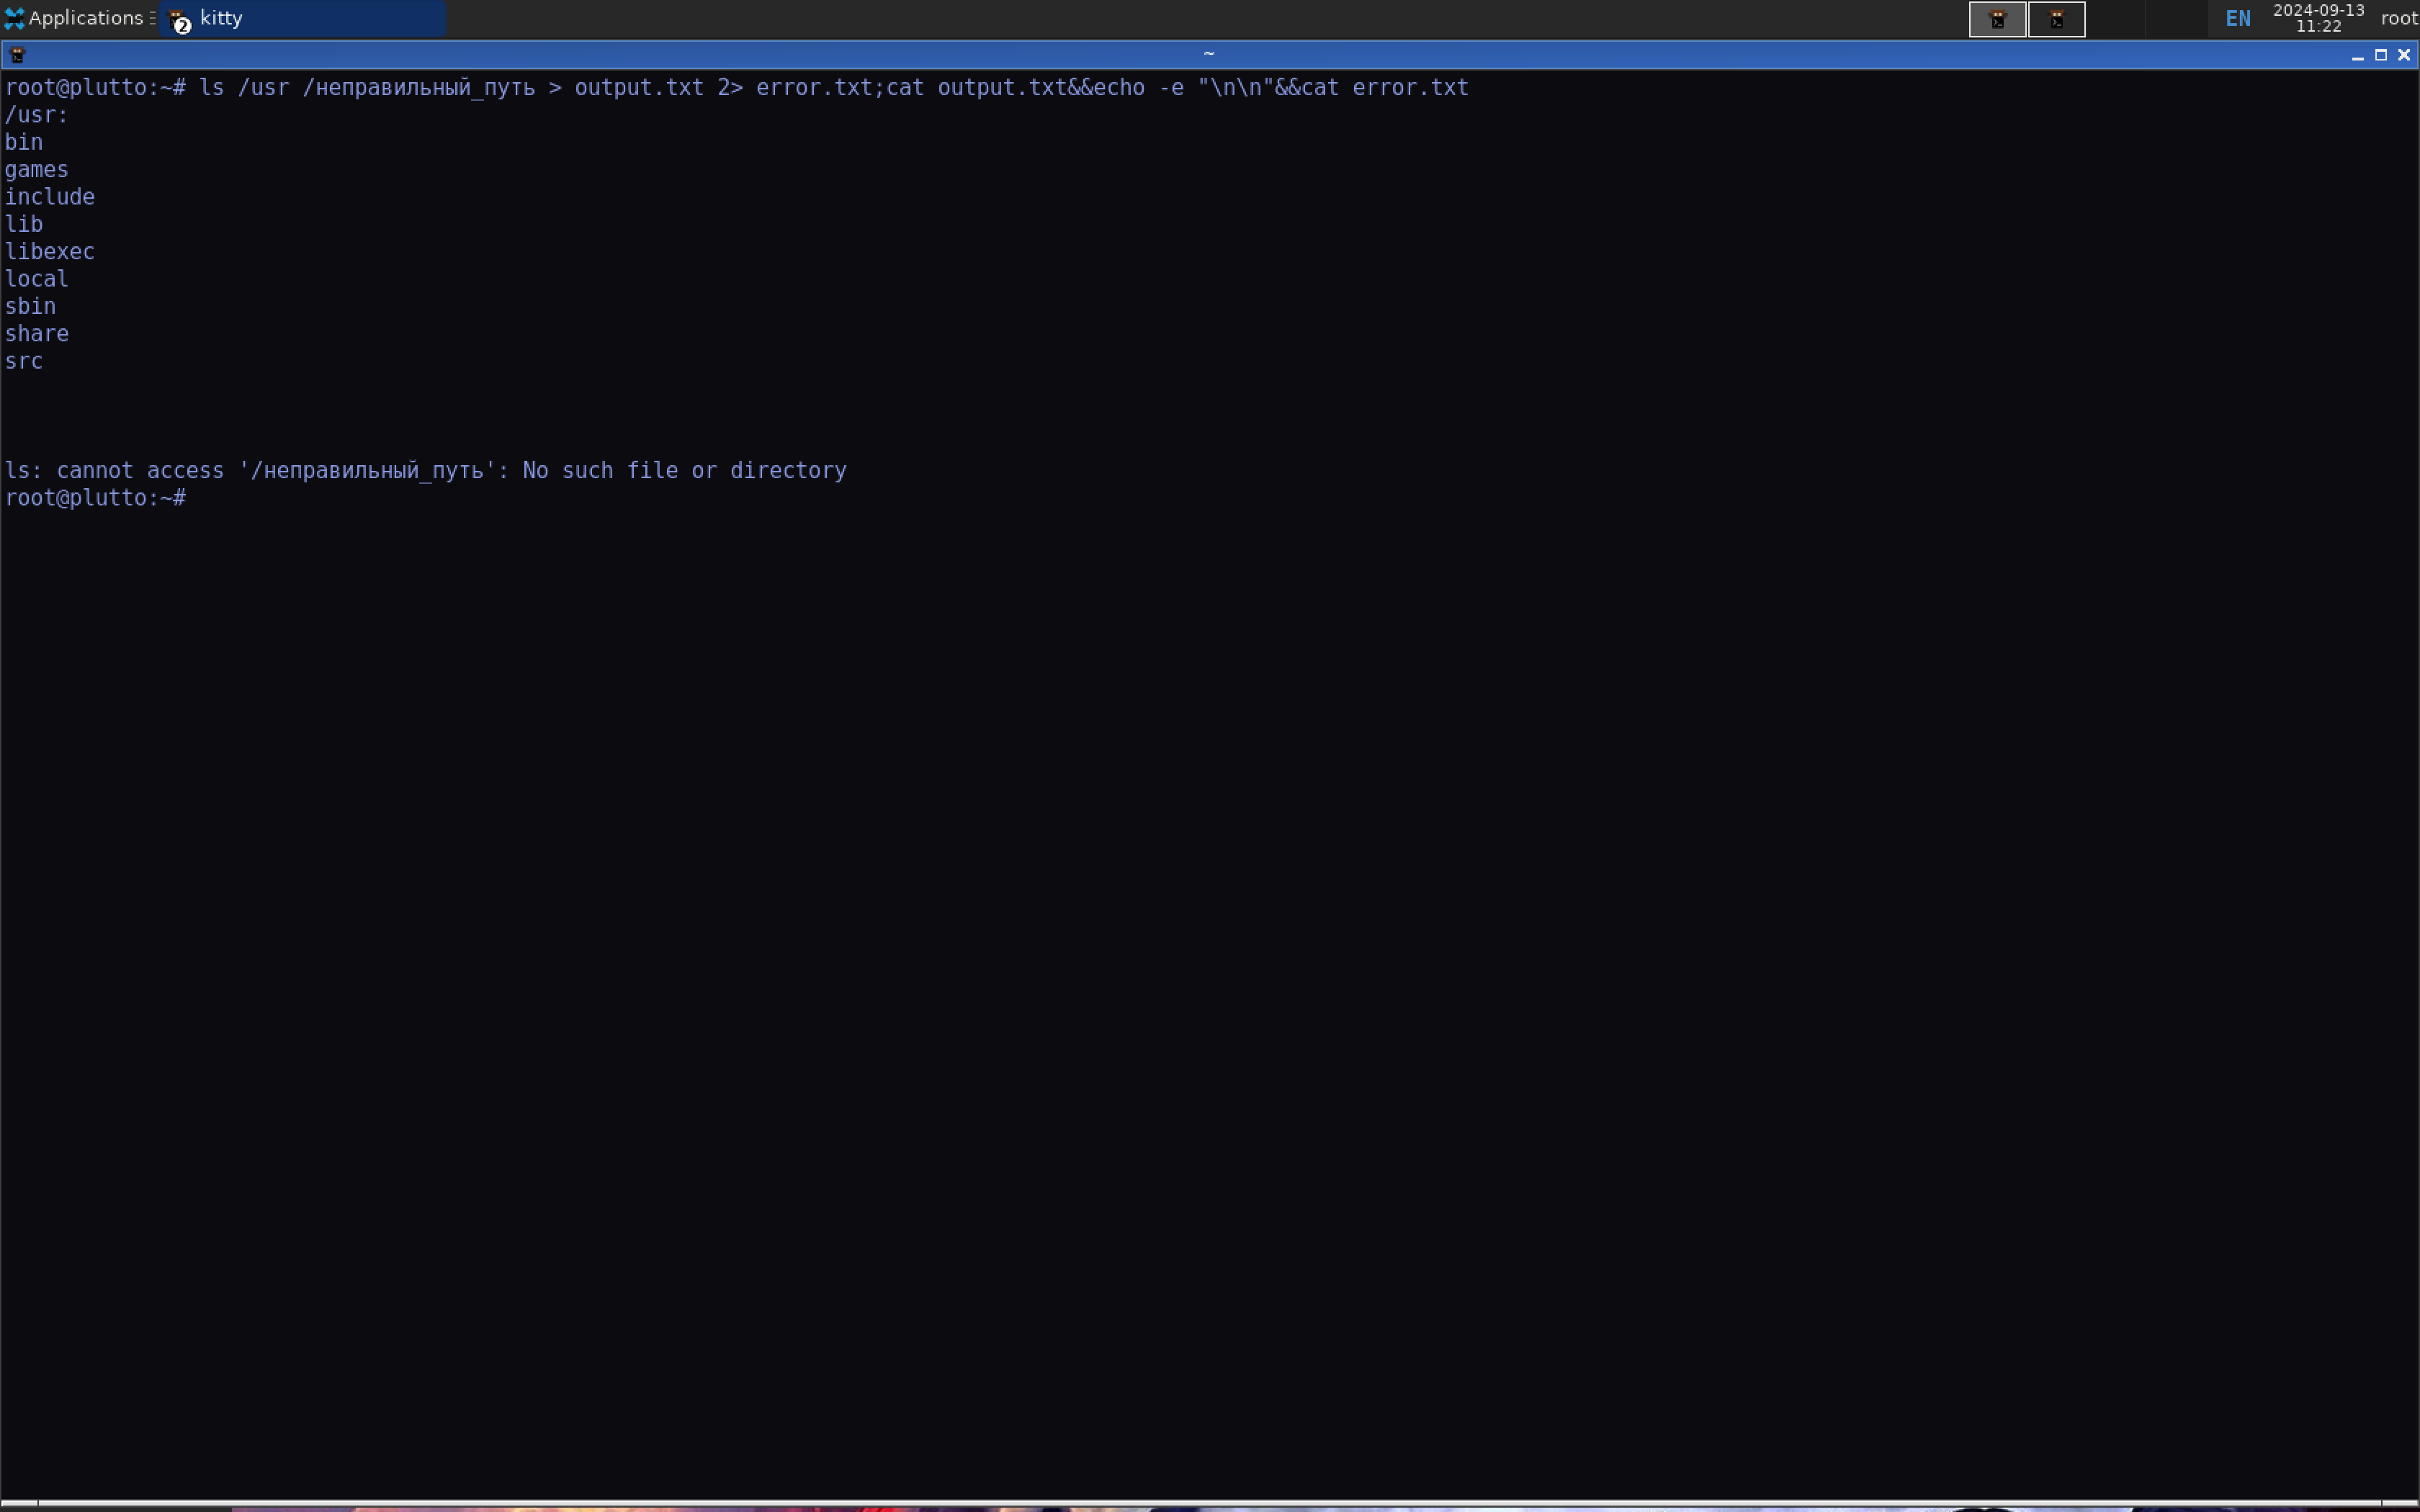 Applications
2 kitty
EN
2024-09-13
11:22
root
~
root@plutto:~# ls /usr /неправильный_путь > output.txt 2> error.txt;cat output.txt&&echo -e "\n\n"&&cat error.txt
/usr:
bin
games
include
lib
libexec
local
sbin
share
src
ls: cannot access '/неправильный_путь': No such file or directory
root@plutto:~#